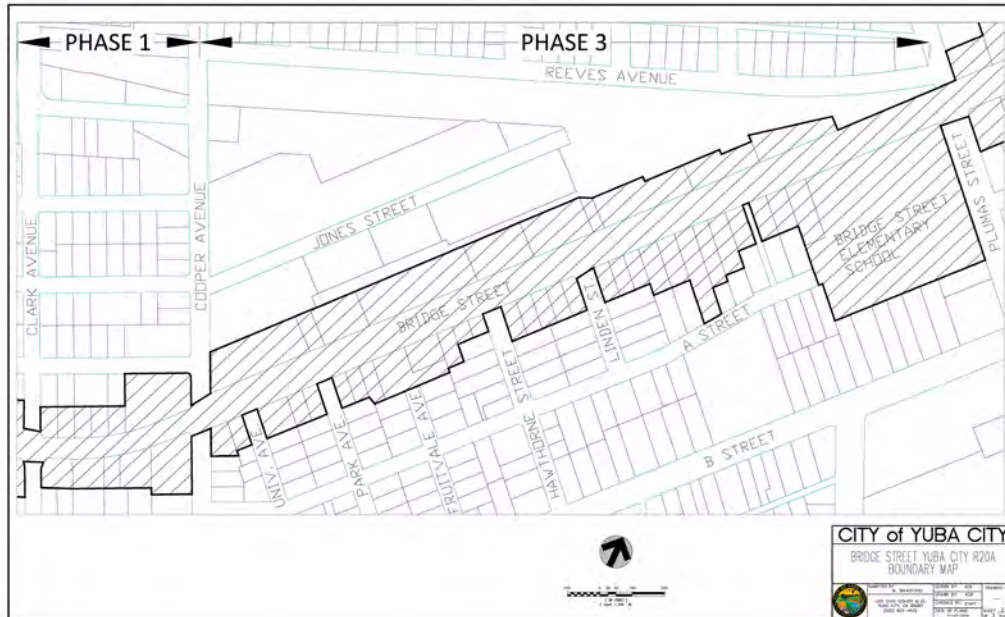 PHASE 1
PHASE 3
REEVES AVENUE
CLARK AVENUE
COOPER AVENUE
JONES STREET
BRIDGE STREET
PLUMAS STREET
BRIDGE STREET
ELEMENTARY
SCHOOL
LINDEN ST.
A STREET
HAWTHORNE STREET
B STREET
UNIV. AVE.
PARK AVE.
FRUITVALE AVE.
CITY of YUBA CITY
BRIDGE STREET YUBA CITY R20A
BOUNDARY MAP